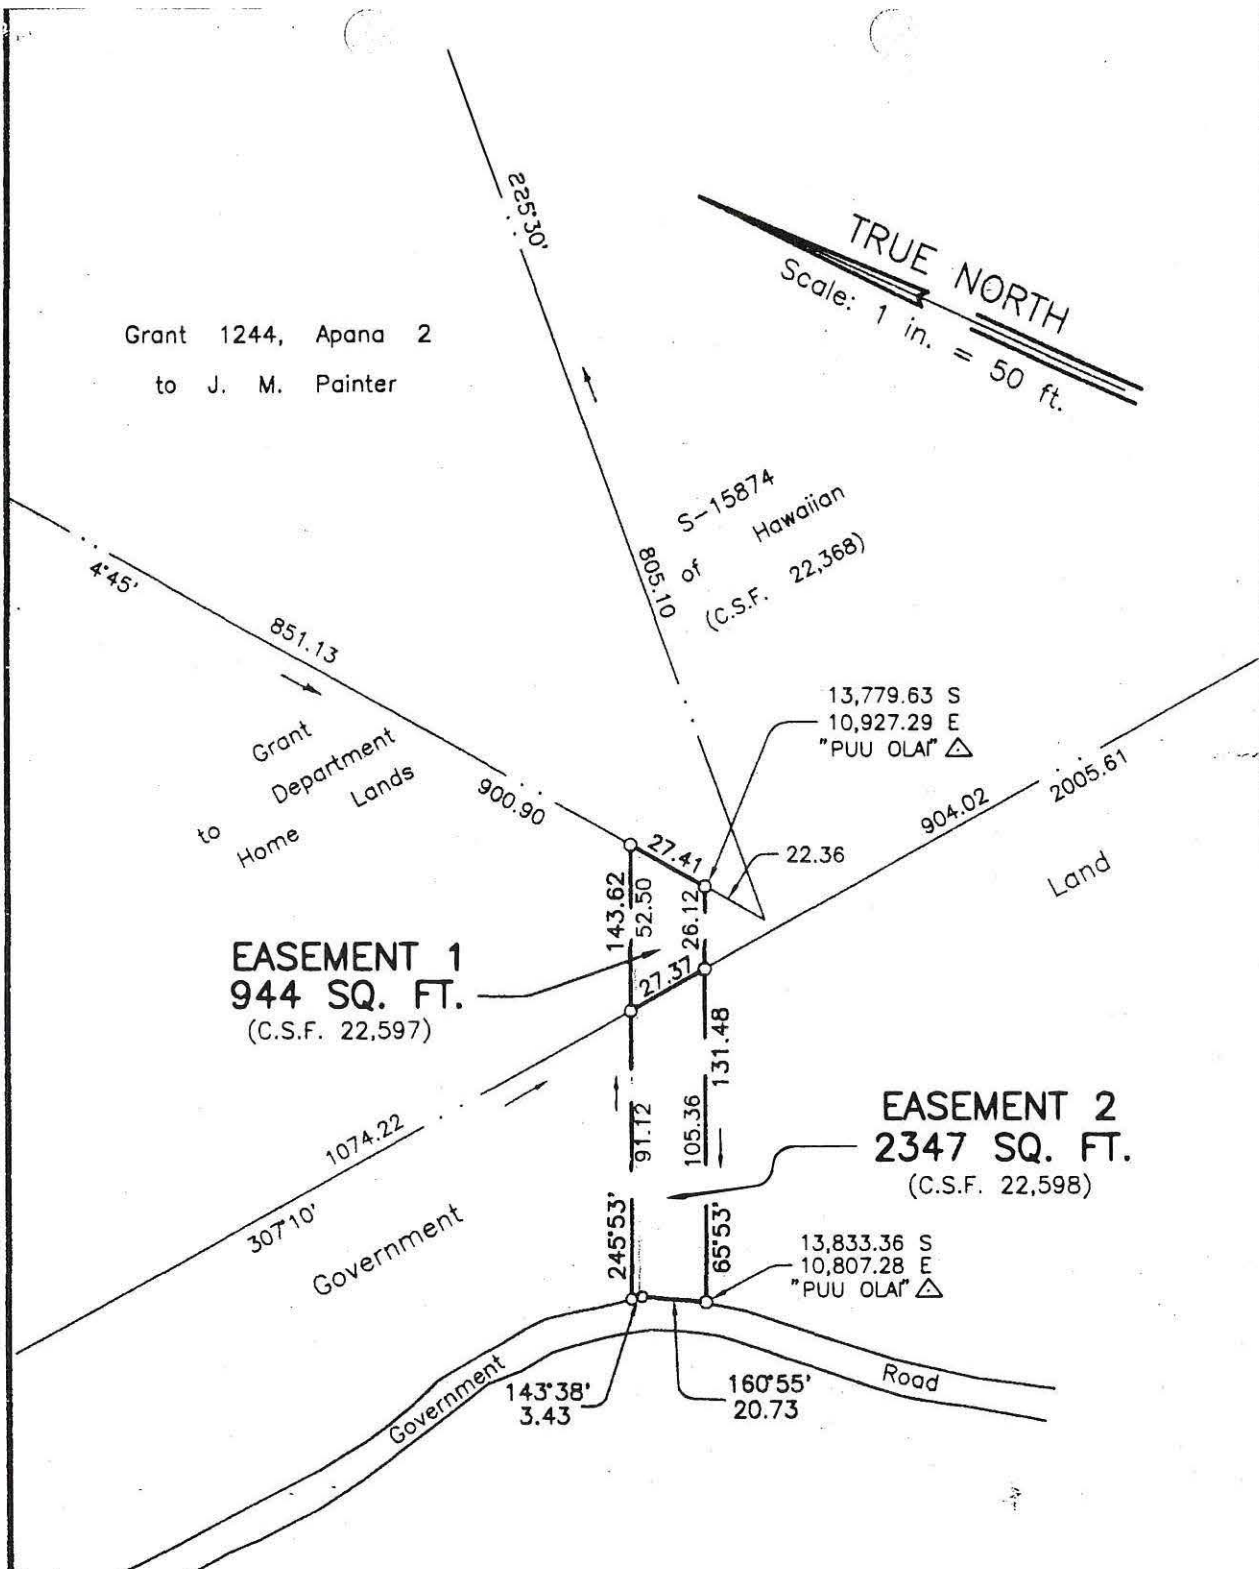 225°30'
TRUE NORTH
Scale: 1 in. = 50 ft.
Grant 1244, Apana 2
to J. M. Painter
S-15874
of Hawaiian
(C.S.F. 22,368)
805.10
4°45'
851.13
Grant
Department
to Home Lands
900.90
13,779.63 S
10,927.29 E
"PUU OLAI" △
904.02
2005.61
Land
27.41
22.36
143.62
52.50
26.12
27.37
EASEMENT 1
944 SQ. FT.
(C.S.F. 22,597)
131.48
105.36
91.12
EASEMENT 2
2347 SQ. FT.
(C.S.F. 22,598)
1074.22
307°10'
Government
245°53'
65°53'
13,833.36 S
10,807.28 E
"PUU OLAI" △
Government Road
143°38'
3.43
160°55'
20.73